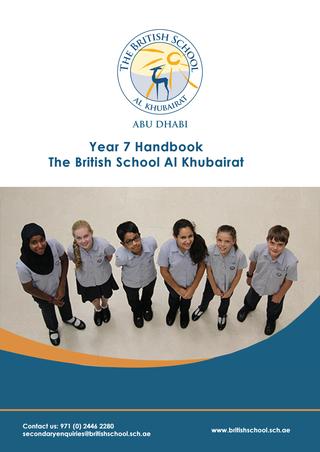 THE BRITISH SCHOOL
AL KHUBAIRAT
ABU DHABI
Year 7 Handbook
The British School Al Khubairat
Contact us: 971 (0) 2446 2280
secondaryenquiries@britishschool.sch.ae
www.britishschool.sch.ae